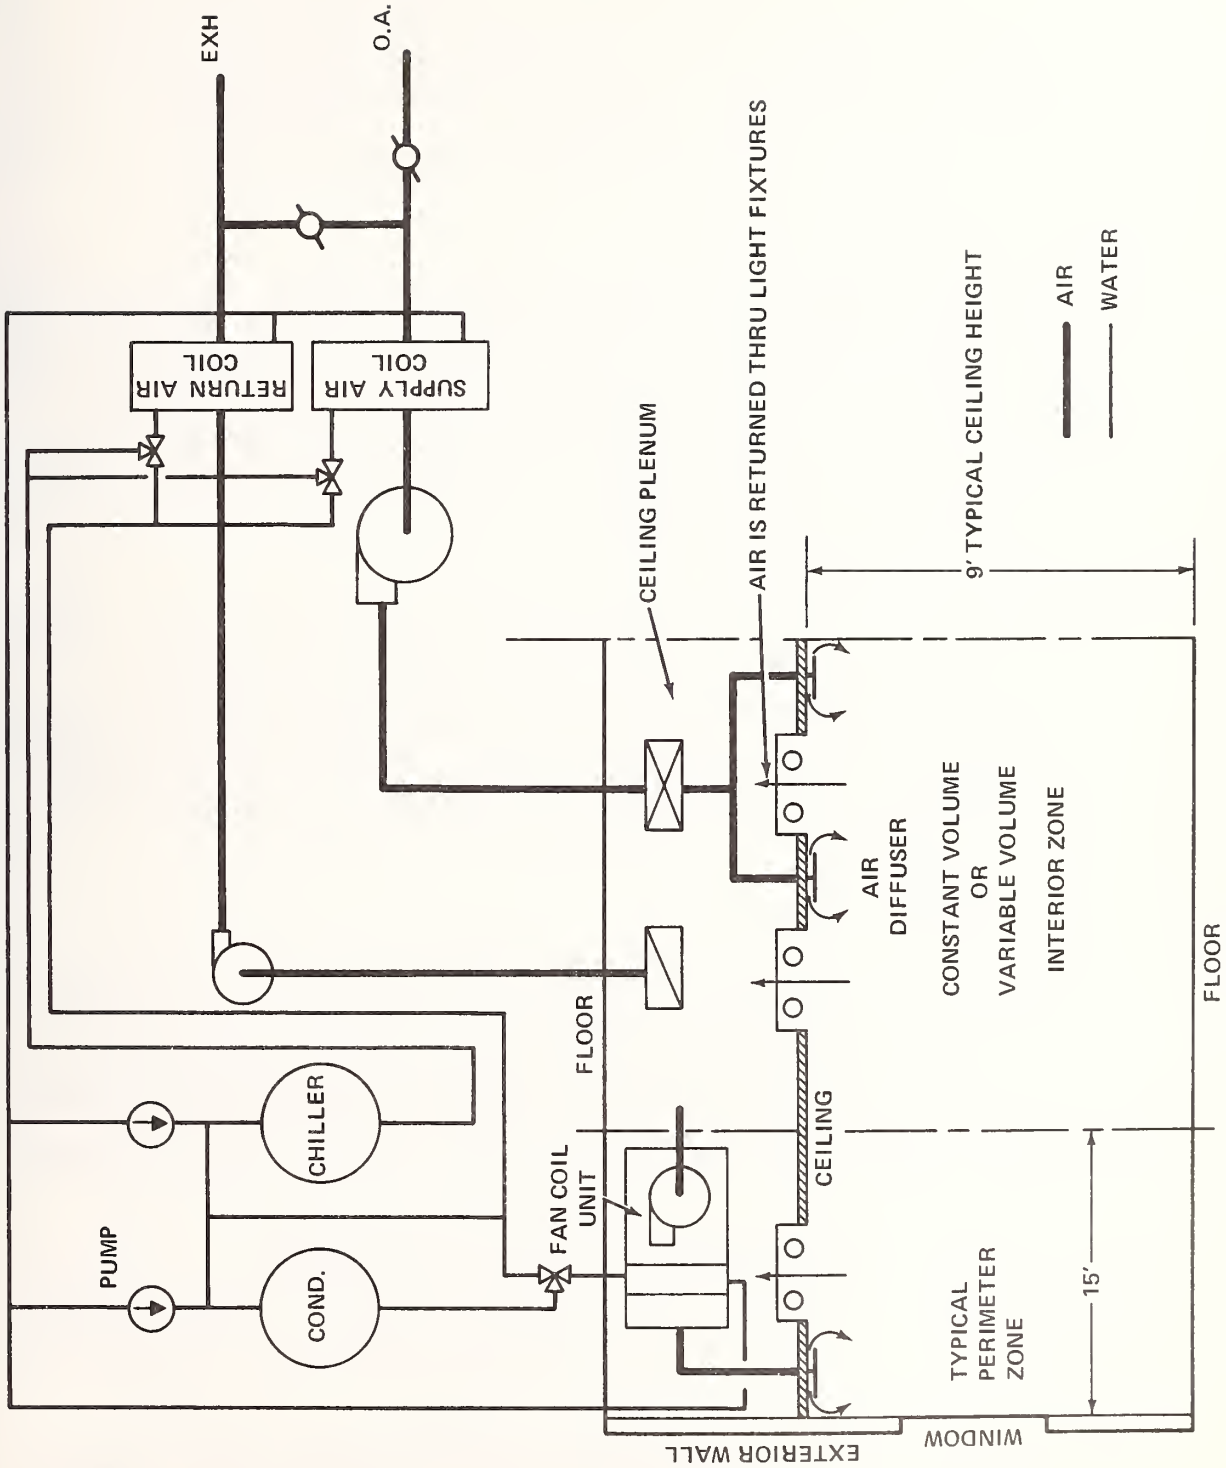 EXH
O.A.
RETURN AIR
COIL
SUPPLY AIR
COIL
PUMP
CHILLER
COND.
FAN COIL
UNIT
FLOOR
CEILING PLENUM
AIR IS RETURNED THRU LIGHT FIXTURES
CEILING
AIR
DIFFUSER
9' TYPICAL CEILING HEIGHT
CONSTANT VOLUME
OR
VARIABLE VOLUME
INTERIOR ZONE
TYPICAL
PERIMETER
ZONE
15'
EXTERIOR WALL
WINDOW
FLOOR
AIR
WATER